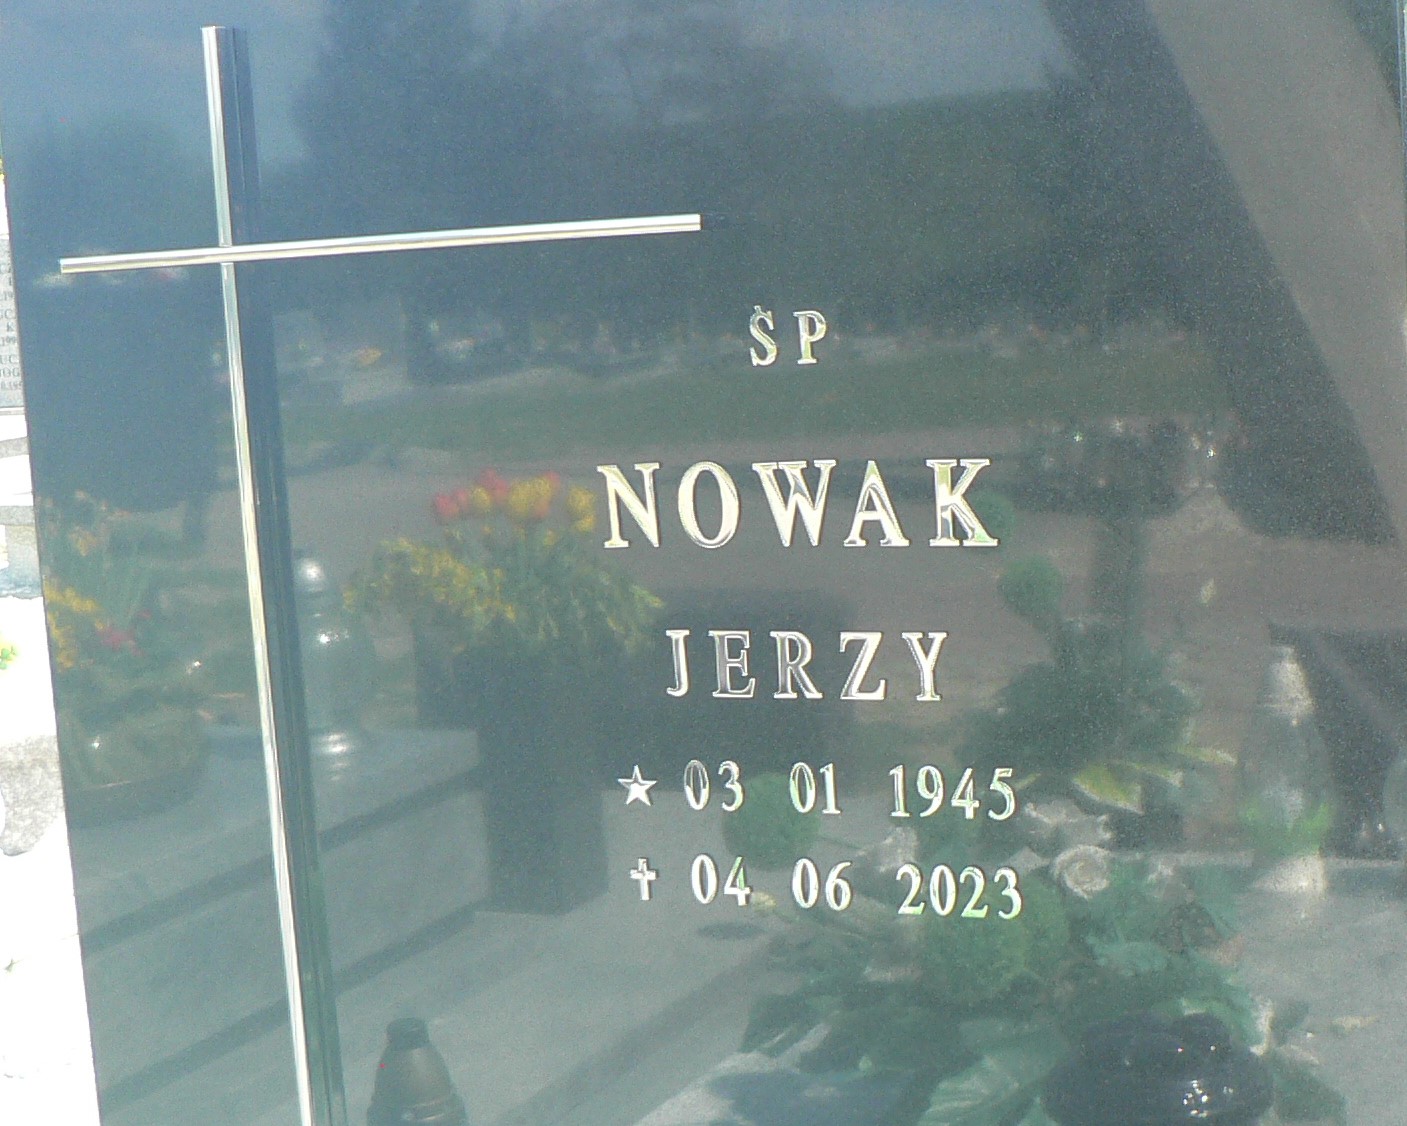 ŚP
NOWAK
JERZY
★ 03 01 1945
✝ 04 06 2023